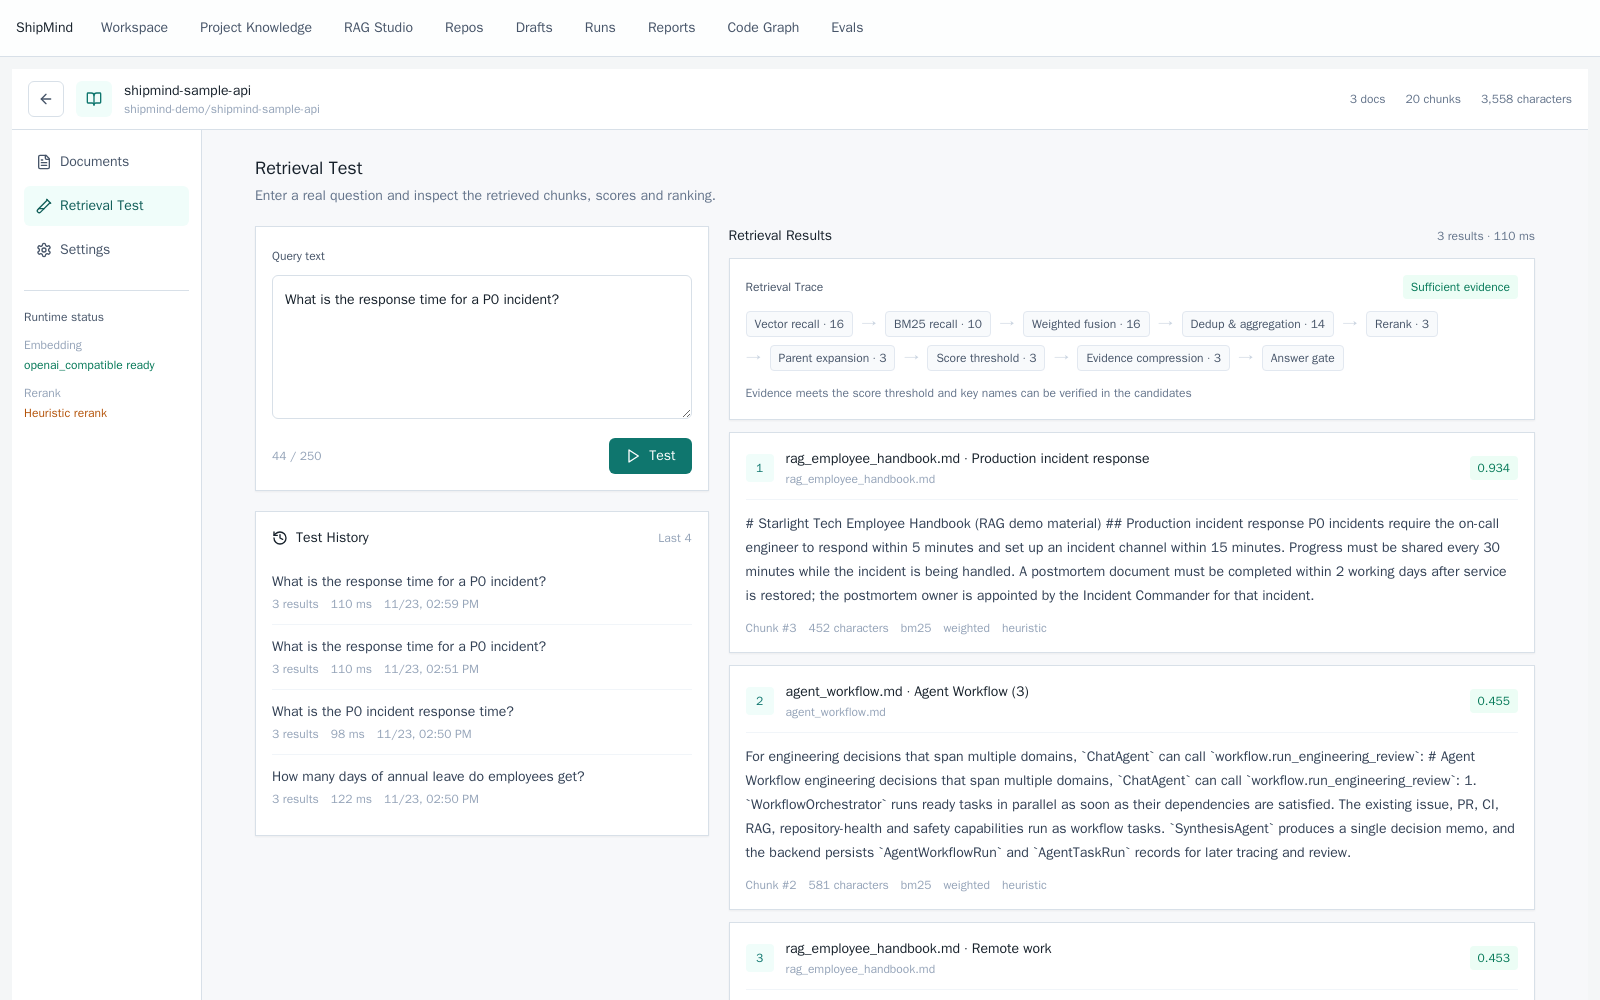 ShipMind Workspace Project Knowledge RAG Studio Repos Drafts Runs Reports Code Graph Evals
shipmind-sample-api
shipmind-demo/shipmind-sample-api
3 docs 20 chunks 3,558 characters
Documents
Retrieval Test
Settings
Runtime status
Embedding
openai_compatible ready
Rerank
Heuristic rerank
Retrieval Test
Enter a real question and inspect the retrieved chunks, scores and ranking.
Query text
What is the response time for a P0 incident?
44 / 250
Test
Test History
Last 4
What is the response time for a P0 incident?
3 results 110 ms 11/23, 02:59 PM
What is the response time for a P0 incident?
3 results 110 ms 11/23, 02:51 PM
What is the P0 incident response time?
3 results 98 ms 11/23, 02:50 PM
How many days of annual leave do employees get?
3 results 122 ms 11/23, 02:50 PM
Retrieval Results
3 results · 110 ms
Retrieval Trace
Sufficient evidence
Vector recall · 16 → BM25 recall · 10 → Weighted fusion · 16 → Dedup & aggregation · 14 → Rerank · 3
→ Parent expansion · 3 → Score threshold · 3 → Evidence compression · 3 → Answer gate
Evidence meets the score threshold and key names can be verified in the candidates
1
rag_employee_handbook.md · Production incident response
rag_employee_handbook.md
0.934
# Starlight Tech Employee Handbook (RAG demo material) ## Production incident response P0 incidents require the on-call
engineer to respond within 5 minutes and set up an incident channel within 15 minutes. Progress must be shared every 30
minutes while the incident is being handled. A postmortem document must be completed within 2 working days after service
is restored; the postmortem owner is appointed by the Incident Commander for that incident.
Chunk #3 452 characters bm25 weighted heuristic
2
agent_workflow.md · Agent Workflow (3)
agent_workflow.md
0.455
For engineering decisions that span multiple domains, `ChatAgent` can call `workflow.run_engineering_review`: # Agent
Workflow engineering decisions that span multiple domains, `ChatAgent` can call `workflow.run_engineering_review`: 1.
`WorkflowOrchestrator` runs ready tasks in parallel as soon as their dependencies are satisfied. The existing issue, PR, CI,
RAG, repository-health and safety capabilities run as workflow tasks. `SynthesisAgent` produces a single decision memo, and
the backend persists `AgentWorkflowRun` and `AgentTaskRun` records for later tracing and review.
Chunk #2 581 characters bm25 weighted heuristic
3
rag_employee_handbook.md · Remote work
rag_employee_handbook.md
0.453